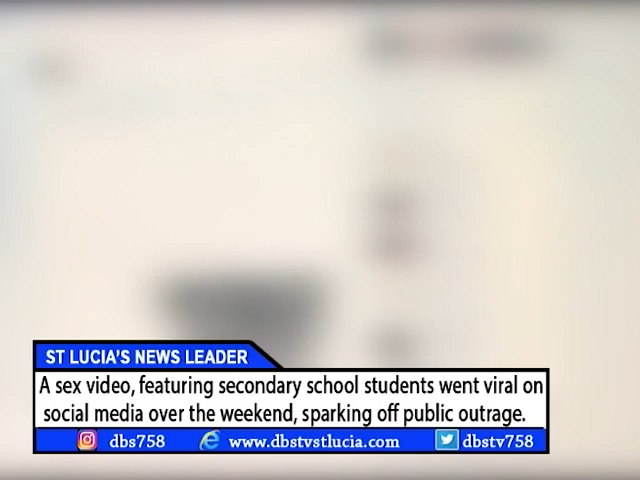 ST LUCIA'S NEWS LEADER
A sex video, featuring secondary school students went viral on
social media over the weekend, sparking off public outrage.
dbs758 www.dbstvstlucia.com dbstv758